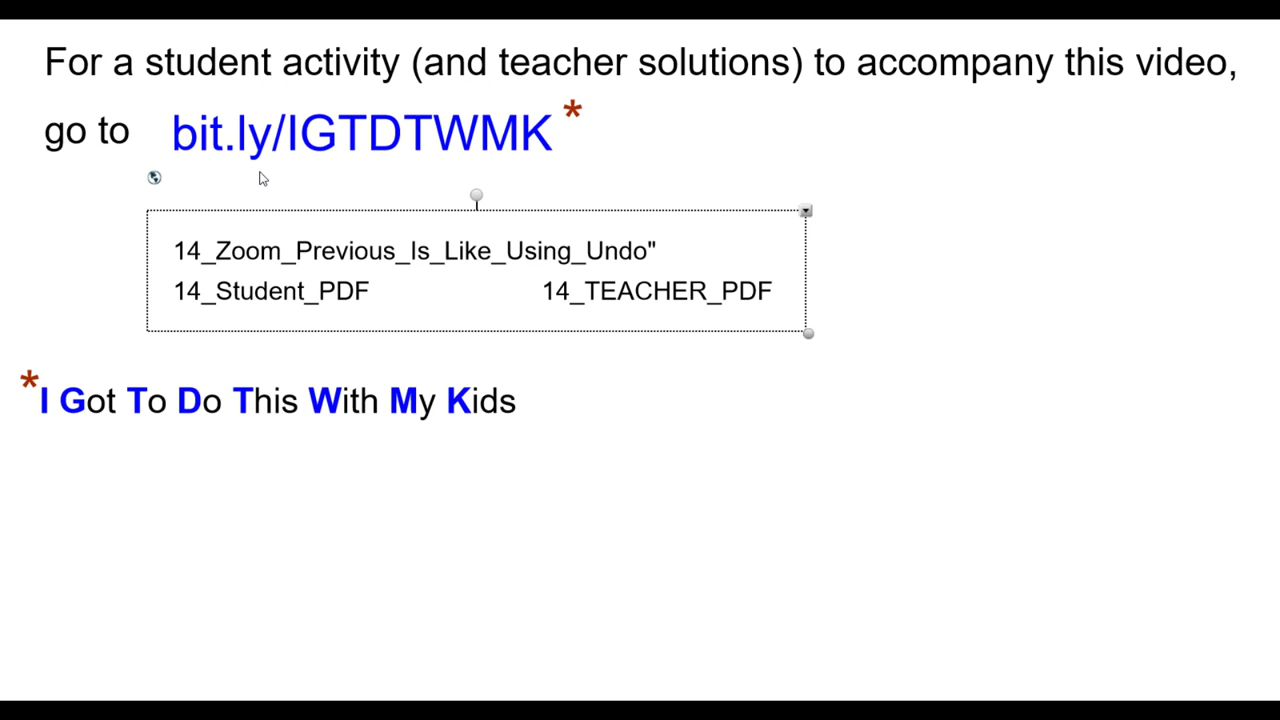 For a student activity (and teacher solutions) to accompany this video,
go to bit.ly/IGTDTWMK *
14_Zoom_Previous_Is_Like_Using_Undo"
14_Student_PDF 14_TEACHER_PDF
*I Got To Do This With My Kids